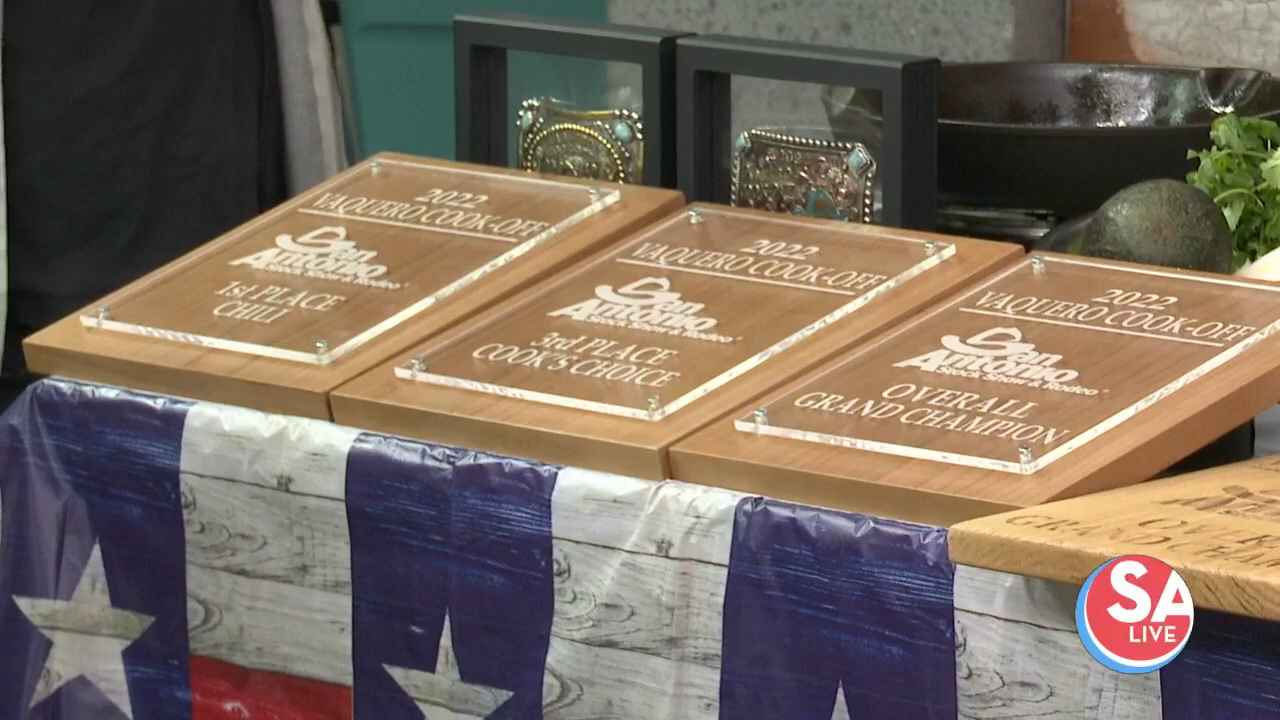 2022
VAQUERO COOK-OFF
San
Antonio
Stock Show & Rodeo
1st PLACE
CHILI
2022
VAQUERO COOK-OFF
San
Antonio
Stock Show & Rodeo
3rd PLACE
COOK'S CHOICE
2022
VAQUERO COOK-OFF
San
Antonio
Stock Show & Rodeo
OVERALL
GRAND CHAMPION
2022
GRAND
SA
LIVE